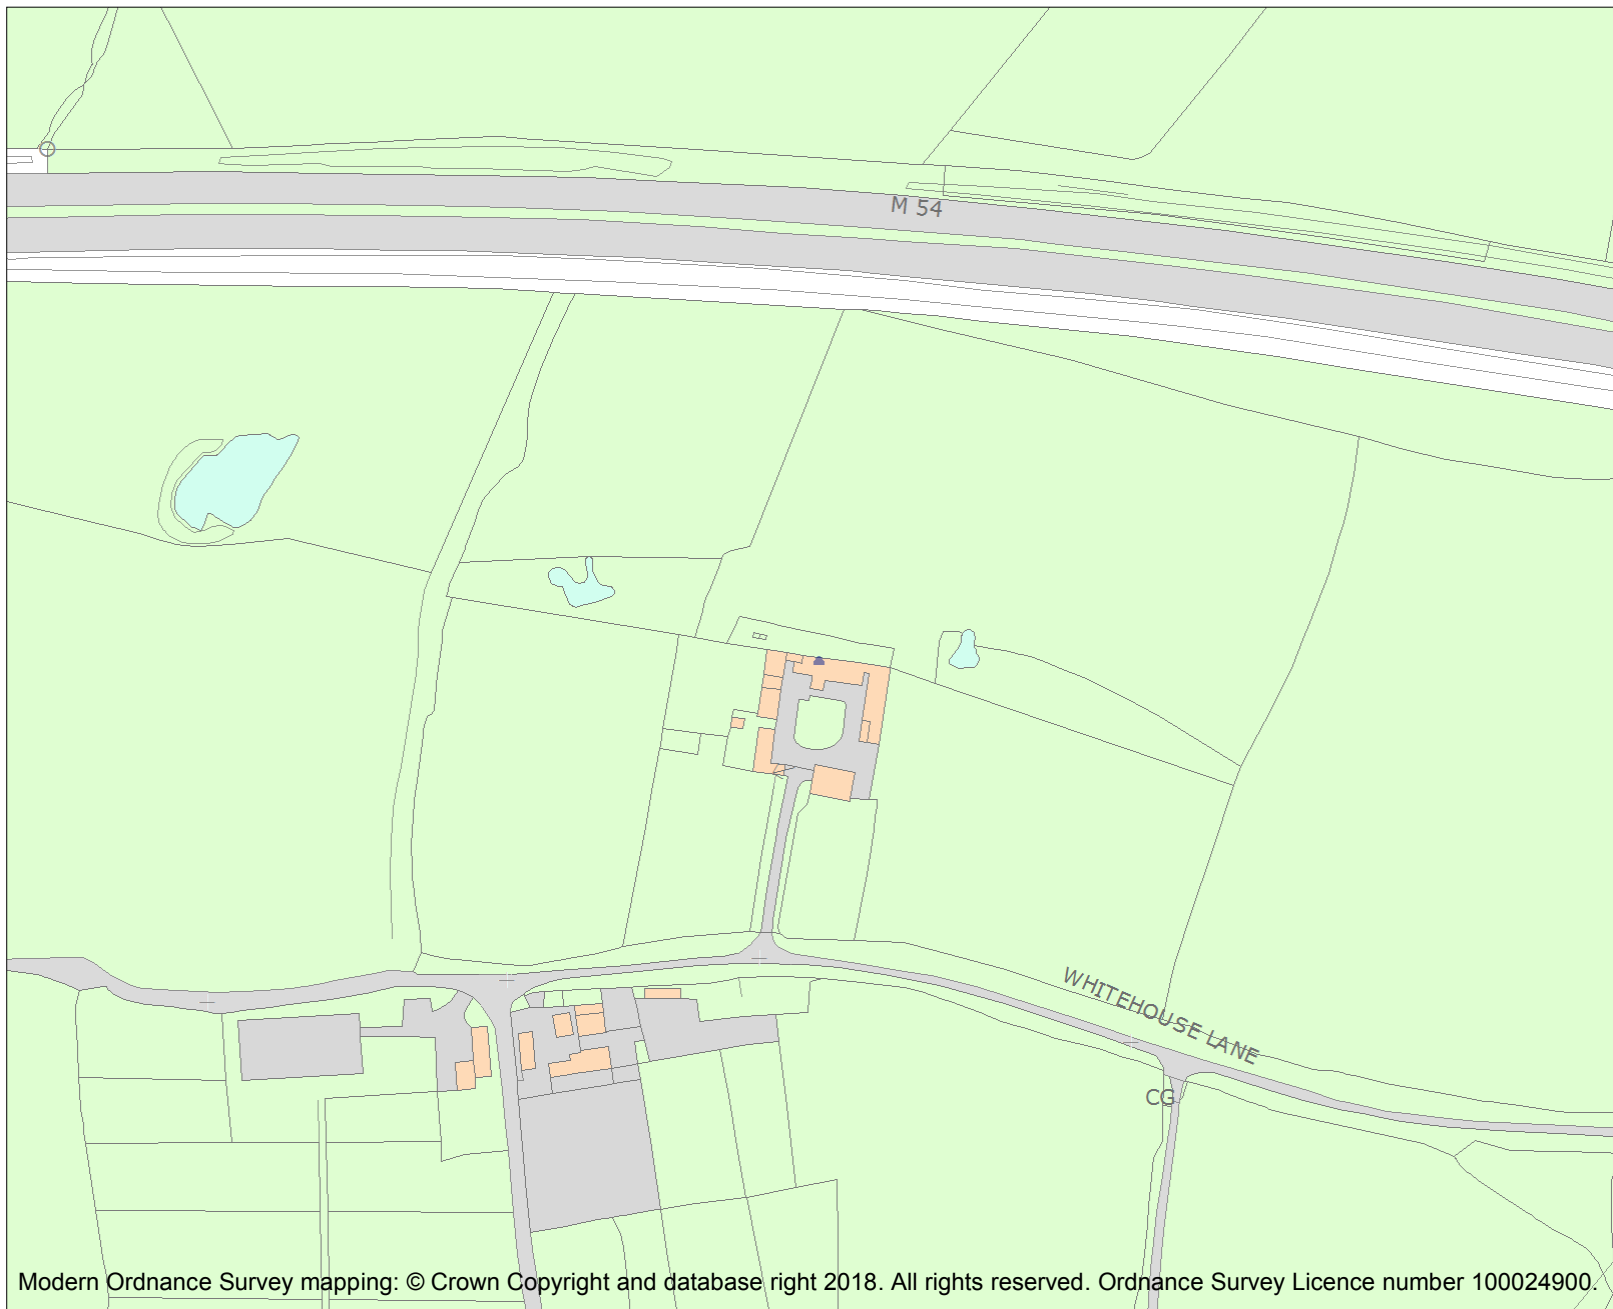 M 54
WHITEHOUSE LANE
CG
Modern Ordnance Survey mapping: © Crown Copyright and database right 2018. All rights reserved. Ordnance Survey Licence number 100024900.